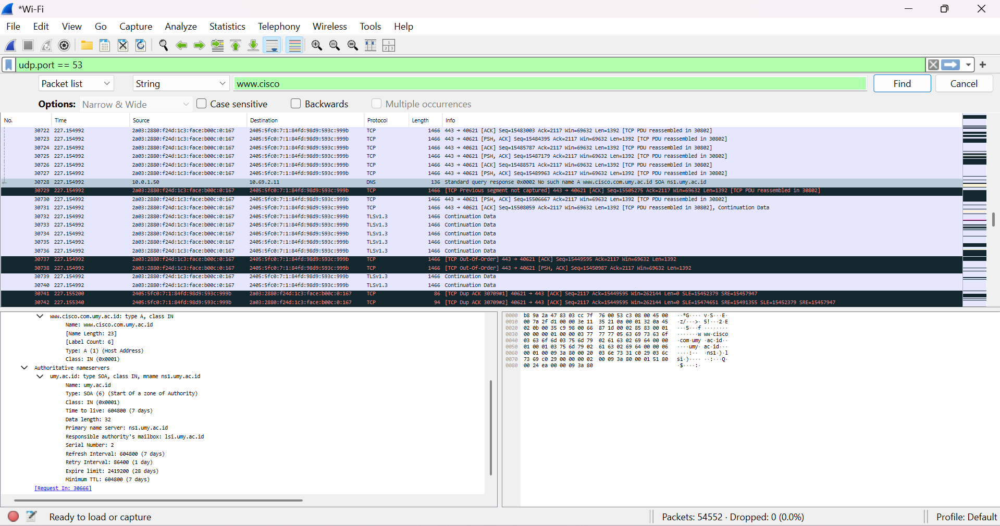 *Wi-Fi
File Edit View Go Capture Analyze Statistics Telephony Wireless Tools Help
udp.port == 53
Packet list String www.cisco Find Cancel
Options: Narrow & Wide Case sensitive Backwards Multiple occurrences
No. Time Source Destination Protocol Length Info
30722 227.154992 2a03:2880:f24d:1c3:face:b00c:0:167 2405:5fc0:7:1:84fd:98d9:593c:999b TCP 1466 443 → 40621 [ACK] Seq=15483003 Ack=2117 Win=69632 Len=1392 [TCP PDU reassembled in 30802]
30723 227.154992 2a03:2880:f24d:1c3:face:b00c:0:167 2405:5fc0:7:1:84fd:98d9:593c:999b TCP 1466 443 → 40621 [PSH, ACK] Seq=15484395 Ack=2117 Win=69632 Len=1392 [TCP PDU reassembled in 30802]
30724 227.154992 2a03:2880:f24d:1c3:face:b00c:0:167 2405:5fc0:7:1:84fd:98d9:593c:999b TCP 1466 443 → 40621 [ACK] Seq=15485787 Ack=2117 Win=69632 Len=1392 [TCP PDU reassembled in 30802]
30725 227.154992 2a03:2880:f24d:1c3:face:b00c:0:167 2405:5fc0:7:1:84fd:98d9:593c:999b TCP 1466 443 → 40621 [PSH, ACK] Seq=15487179 Ack=2117 Win=69632 Len=1392 [TCP PDU reassembled in 30802]
30726 227.154992 2a03:2880:f24d:1c3:face:b00c:0:167 2405:5fc0:7:1:84fd:98d9:593c:999b TCP 1466 443 → 40621 [ACK] Seq=15488571 Ack=2117 Win=69632 Len=1392 [TCP PDU reassembled in 30802]
30727 227.154992 2a03:2880:f24d:1c3:face:b00c:0:167 2405:5fc0:7:1:84fd:98d9:593c:999b TCP 1466 443 → 40621 [PSH, ACK] Seq=15489963 Ack=2117 Win=69632 Len=1392 [TCP PDU reassembled in 30802]
30728 227.154992 10.0.1.50 10.69.2.11 DNS 136 Standard query response 0x0002 No such name A www.cisco.com.umy.ac.id SOA ns1.umy.ac.id
30729 227.154992 2a03:2880:f24d:1c3:face:b00c:0:167 2405:5fc0:7:1:84fd:98d9:593c:999b TCP 1466 [TCP Previous segment not captured] 443 → 40621 [ACK] Seq=15505275 Ack=2117 Win=69632 Len=1392 [TCP PDU reassembled in 30802]
30730 227.154992 2a03:2880:f24d:1c3:face:b00c:0:167 2405:5fc0:7:1:84fd:98d9:593c:999b TCP 1466 443 → 40621 [PSH, ACK] Seq=15506667 Ack=2117 Win=69632 Len=1392 [TCP PDU reassembled in 30802]
30731 227.154992 2a03:2880:f24d:1c3:face:b00c:0:167 2405:5fc0:7:1:84fd:98d9:593c:999b TCP 1466 443 → 40621 [ACK] Seq=15508059 Ack=2117 Win=69632 Len=1392 [TCP PDU reassembled in 30802], Continuation Data
30732 227.154992 2a03:2880:f24d:1c3:face:b00c:0:167 2405:5fc0:7:1:84fd:98d9:593c:999b TLSv1.3 1466 Continuation Data
30733 227.154992 2a03:2880:f24d:1c3:face:b00c:0:167 2405:5fc0:7:1:84fd:98d9:593c:999b TLSv1.3 1466 Continuation Data
30734 227.154992 2a03:2880:f24d:1c3:face:b00c:0:167 2405:5fc0:7:1:84fd:98d9:593c:999b TLSv1.3 1466 Continuation Data
30735 227.154992 2a03:2880:f24d:1c3:face:b00c:0:167 2405:5fc0:7:1:84fd:98d9:593c:999b TLSv1.3 1466 Continuation Data
30736 227.154992 2a03:2880:f24d:1c3:face:b00c:0:167 2405:5fc0:7:1:84fd:98d9:593c:999b TLSv1.3 1466 Continuation Data
30737 227.154992 2a03:2880:f24d:1c3:face:b00c:0:167 2405:5fc0:7:1:84fd:98d9:593c:999b TCP 1466 [TCP Out-Of-Order] 443 → 40621 [ACK] Seq=15449595 Ack=2117 Win=69632 Len=1392
30738 227.154992 2a03:2880:f24d:1c3:face:b00c:0:167 2405:5fc0:7:1:84fd:98d9:593c:999b TCP 1466 [TCP Out-Of-Order] 443 → 40621 [PSH, ACK] Seq=15450987 Ack=2117 Win=69632 Len=1392
30739 227.154992 2a03:2880:f24d:1c3:face:b00c:0:167 2405:5fc0:7:1:84fd:98d9:593c:999b TLSv1.3 1466 Continuation Data
30740 227.154992 2a03:2880:f24d:1c3:face:b00c:0:167 2405:5fc0:7:1:84fd:98d9:593c:999b TLSv1.3 1466 Continuation Data
30741 227.155200 2405:5fc0:7:1:84fd:98d9:593c:999b 2a03:2880:f24d:1c3:face:b00c:0:167 TCP 86 [TCP Dup ACK 30709#1] 40621 → 443 [ACK] Seq=2117 Ack=15449595 Win=262144 Len=0 SLE=15452379 SRE=15457947
30742 227.155340 2405:5fc0:7:1:84fd:98d9:593c:999b 2a03:2880:f24d:1c3:face:b00c:0:167 TCP 94 [TCP Dup ACK 30709#2] 40621 → 443 [ACK] Seq=2117 Ack=15449595 Win=262144 Len=0 SLE=15474651 SRE=15491355 SLE=15452379 SRE=15457947
www.cisco.com.umy.ac.id: type A, class IN
Name: www.cisco.com.umy.ac.id
[Name Length: 23]
[Label Count: 6]
Type: A (1) (Host Address)
Class: IN (0x0001)
Authoritative nameservers
umy.ac.id: type SOA, class IN, mname ns1.umy.ac.id
Name: umy.ac.id
Type: SOA (6) (Start Of a zone of Authority)
Class: IN (0x0001)
Time to live: 604800 (7 days)
Data length: 32
Primary name server: ns1.umy.ac.id
Responsible authority's mailbox: lsi.umy.ac.id
Serial Number: 2
Refresh Interval: 604800 (7 days)
Retry Interval: 86400 (1 day)
Expire limit: 2419200 (28 days)
Minimum TTL: 604800 (7 days)
[Request In: 30666]
0000 b8 9a 2a 47 83 03 cc 7f 76 00 53 c3 08 00 45 00 ··*G···· v·S···E·
0010 00 7a 2f d1 00 00 3e 11 35 21 0a 00 01 32 0a 45 ·z/···>· 5!···2·E
0020 02 0b 00 35 c9 98 00 66 87 1d 00 02 85 83 00 01 ···5···f ········
0030 00 00 00 01 00 00 03 77 77 77 05 63 69 73 63 6f ·······w ww·cisco
0040 03 63 6f 6d 03 75 6d 79 02 61 63 02 69 64 00 00 ·com·umy ·ac·id··
0050 01 00 01 03 75 6d 79 02 61 63 02 69 64 00 00 06 ····umy· ac·id···
0060 00 01 00 09 3a 80 00 20 03 6e 73 31 c0 29 03 6c ····:·· ·ns1·)·l
0070 73 69 c0 29 00 00 00 02 00 09 3a 80 00 01 51 80 si·)···· ··:···Q·
0080 00 24 ea 00 00 09 3a 80 ·$····:·
Ready to load or capture Packets: 54552 · Dropped: 0 (0.0%) Profile: Default